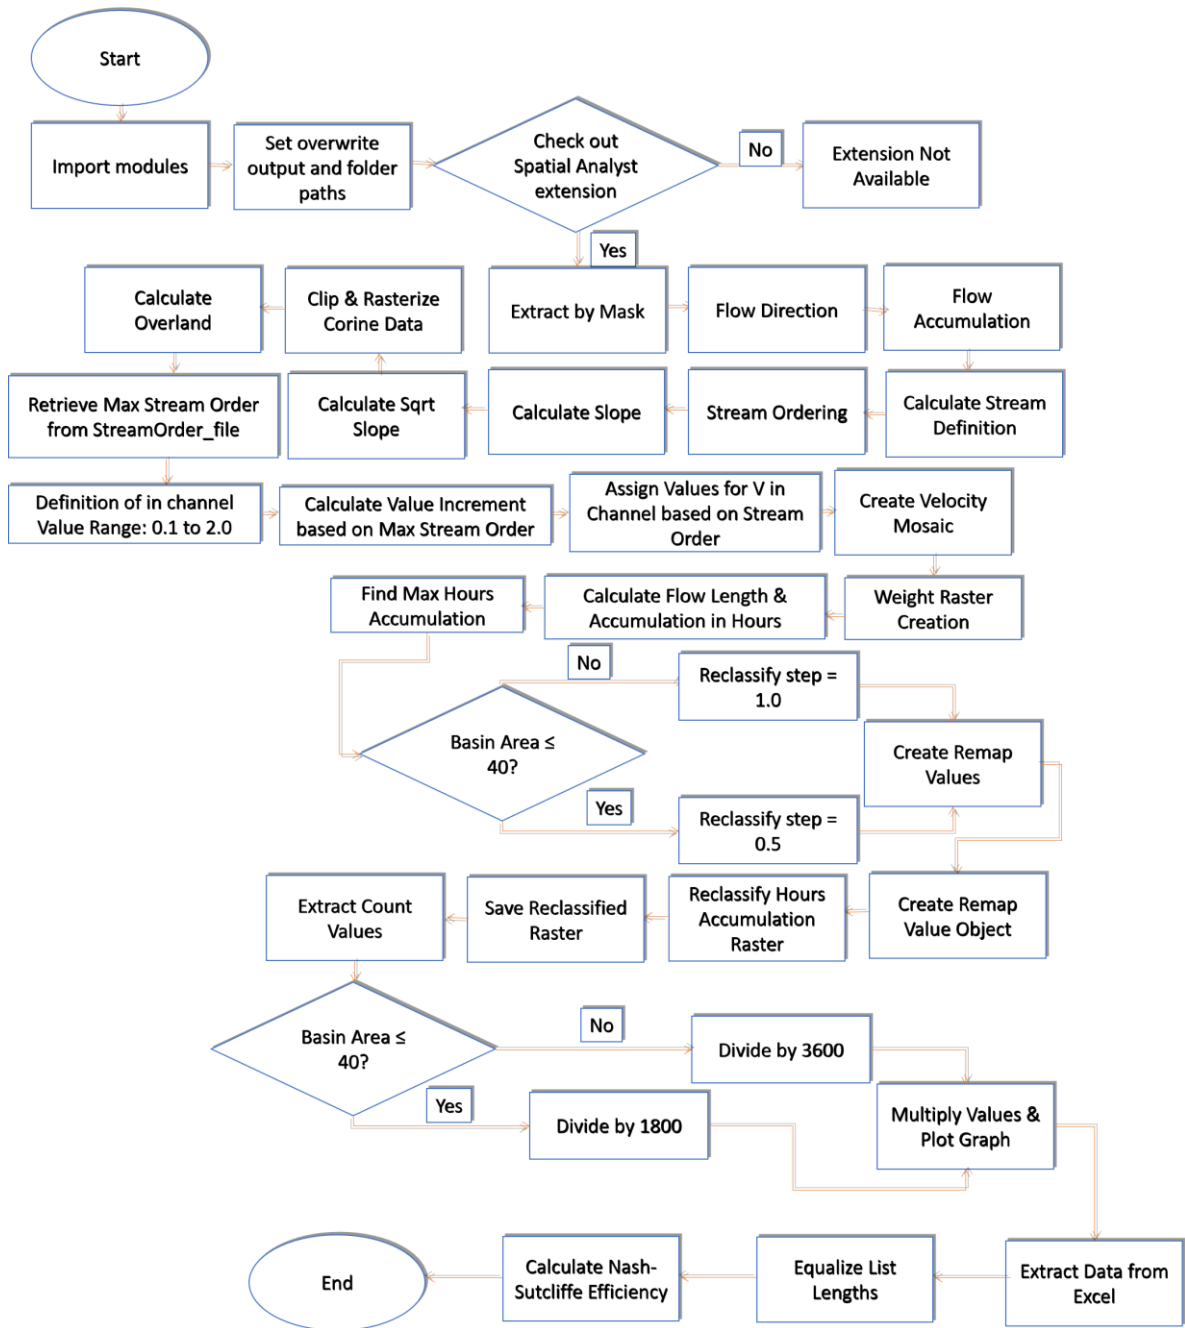 Start
Import modules
Set overwrite
output and folder
paths
Check out
Spatial Analyst
extension
No
Extension Not
Available
Yes
Extract by Mask
Flow Direction
Flow
Accumulation
Calculate Stream
Definition
Stream Ordering
Calculate Slope
Calculate Sqrt
Slope
Clip & Rasterize
Corine Data
Calculate
Overland
Retrieve Max Stream Order
from StreamOrder_file
Definition of in channel
Value Range: 0.1 to 2.0
Calculate Value Increment
based on Max Stream Order
Assign Values for V in
Channel based on Stream
Order
Create Velocity
Mosaic
Weight Raster
Creation
Calculate Flow Length &
Accumulation in Hours
Find Max Hours
Accumulation
Basin Area ≤
40?
No
Reclassify step =
1.0
Yes
Reclassify step =
0.5
Create Remap
Values
Create Remap
Value Object
Reclassify Hours
Accumulation
Raster
Save Reclassified
Raster
Extract Count
Values
Basin Area ≤
40?
No
Divide by 3600
Yes
Divide by 1800
Multiply Values &
Plot Graph
Extract Data from
Excel
Equalize List
Lengths
Calculate Nash-
Sutcliffe Efficiency
End